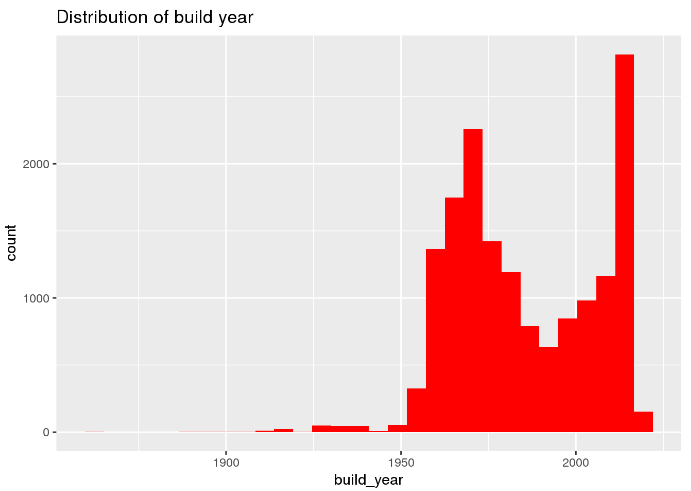 Distribution of build year
count
2000
1000
0
1900 1950 2000
build_year